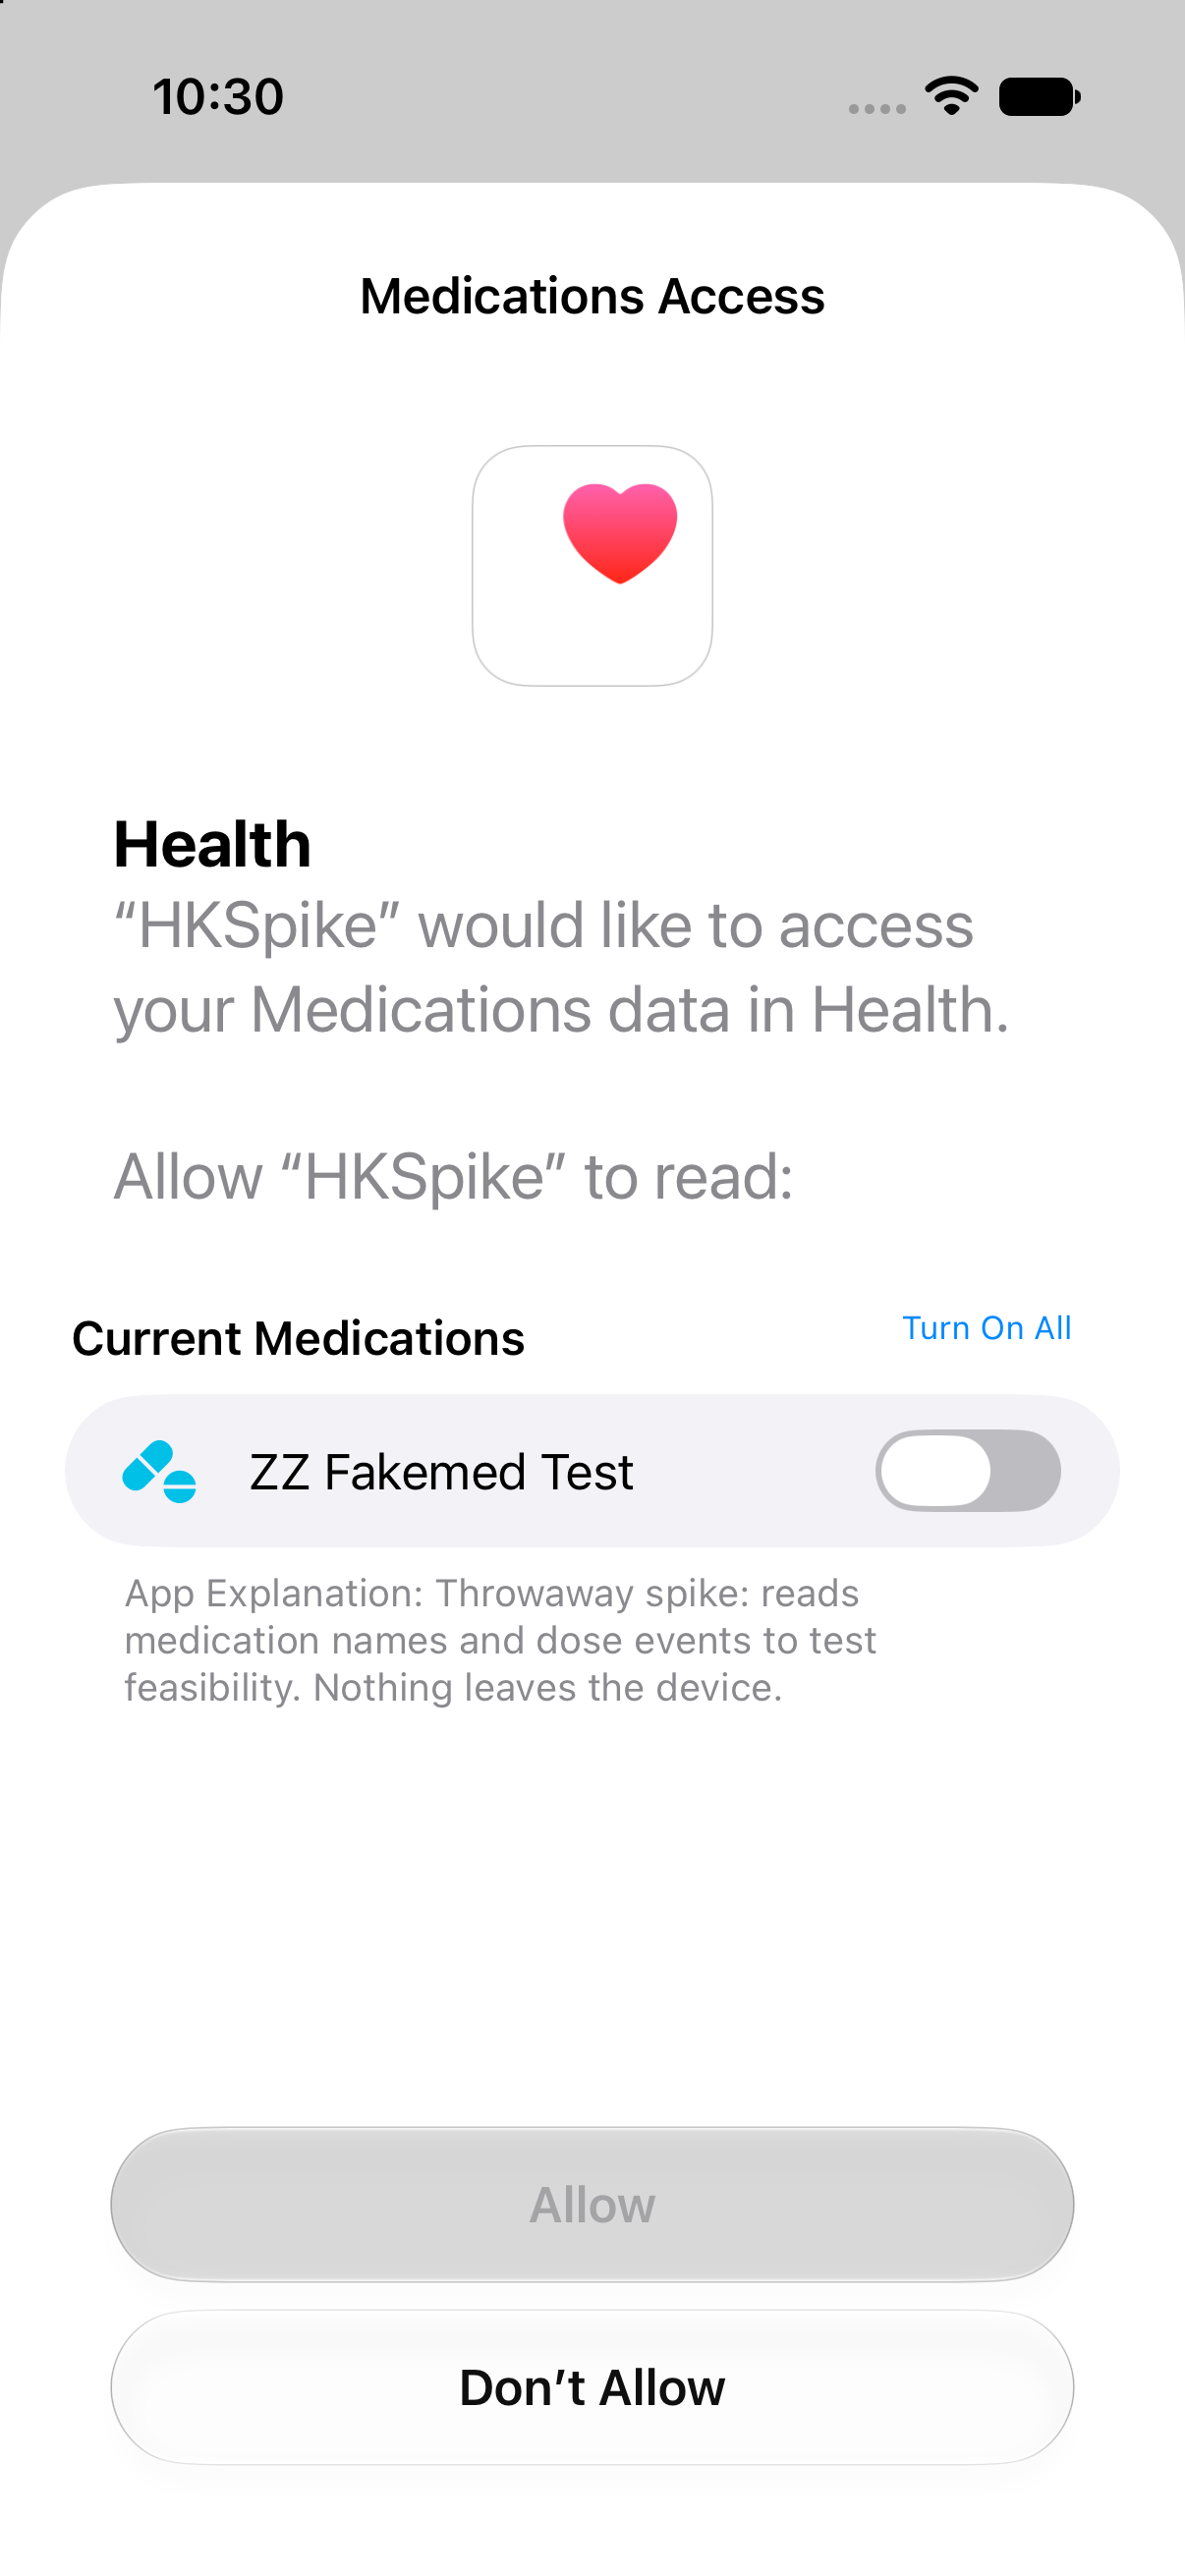 10:30
Medications Access
Health
“HKSpike” would like to access
your Medications data in Health.
Allow “HKSpike” to read:
Current Medications
Turn On All
ZZ Fakemed Test
App Explanation: Throwaway spike: reads
medication names and dose events to test
feasibility. Nothing leaves the device.
Allow
Don’t Allow